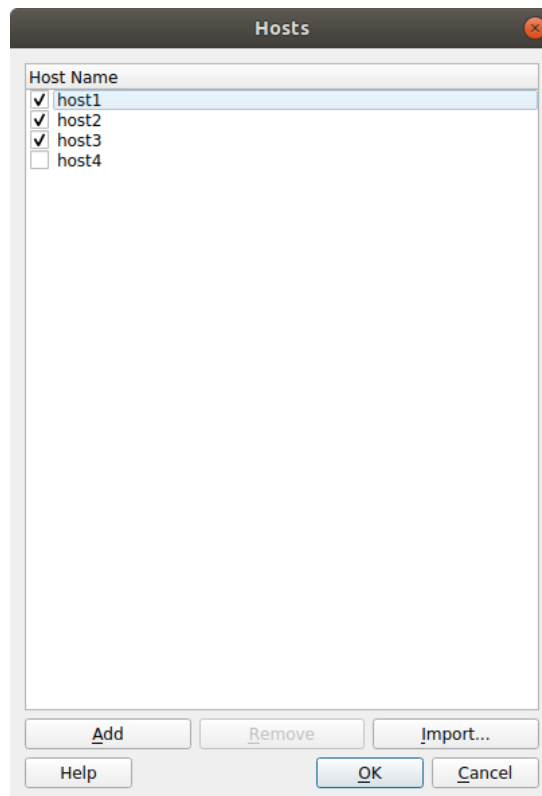 Hosts
Host Name
host1
host2
host3
host4
Add Remove Import...
Help OK Cancel